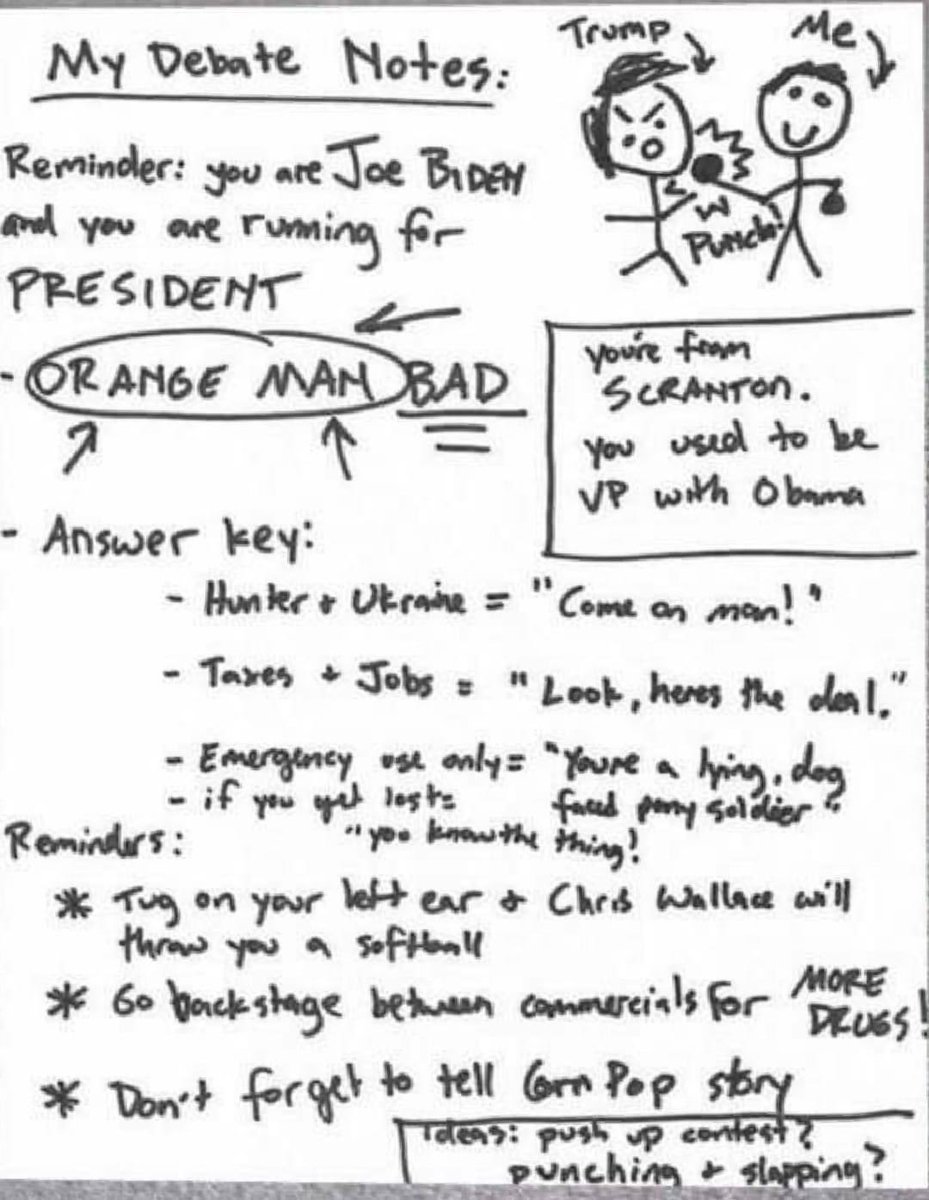 My Debate Notes:
Trump
Me
Reminder: you are JOE BIDEN
and you are running for
PRESIDENT
PUNCH!
- ORANGE MAN BAD
you're from
SCRANTON.
you used to be
VP with Obama
- Answer key:
- Hunter + Ukraine = "Come on man!"
- Taxes + Jobs = "Look, heres the deal."
- Emergency use only = "You're a lying, dog
faced pony soldier"
- if you get lost=
"you know the thing!
Reminders:
* Tug on your left ear + Chris Wallace will
throw you a softball
* Go backstage between commercials for MORE
DRUGS!
* Don't forget to tell Corn Pop story
ideas: push up contest?
punching + slapping?